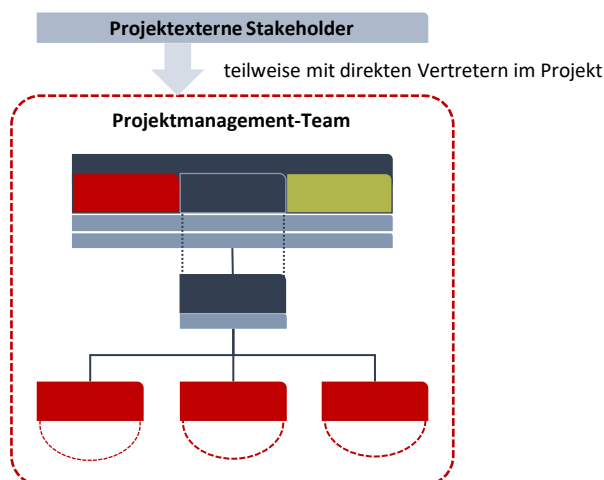 Projektexterne Stakeholder
teilweise mit direkten Vertretern im Projekt
Projektmanagement-Team